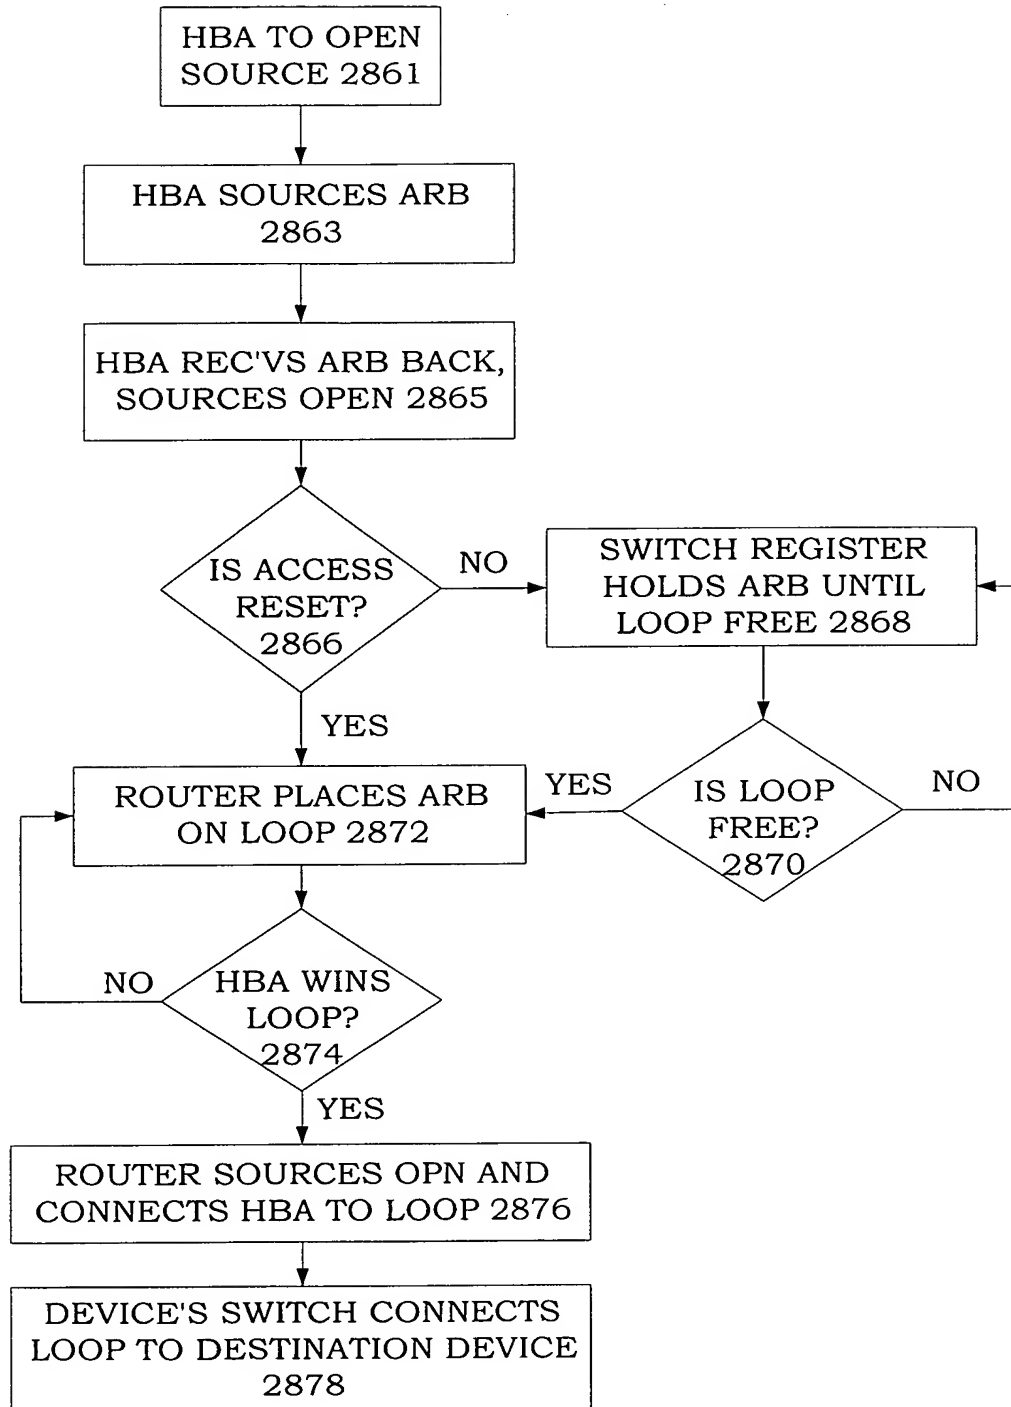 HBA TO OPEN
SOURCE 2861
HBA SOURCES ARB
2863
HBA REC'VS ARB BACK,
SOURCES OPEN 2865
IS ACCESS
RESET?
2866
NO
SWITCH REGISTER
HOLDS ARB UNTIL
LOOP FREE 2868
YES
IS LOOP
FREE?
2870
YES
NO
ROUTER PLACES ARB
ON LOOP 2872
HBA WINS
LOOP?
2874
NO
YES
ROUTER SOURCES OPN AND
CONNECTS HBA TO LOOP 2876
DEVICE'S SWITCH CONNECTS
LOOP TO DESTINATION DEVICE
2878